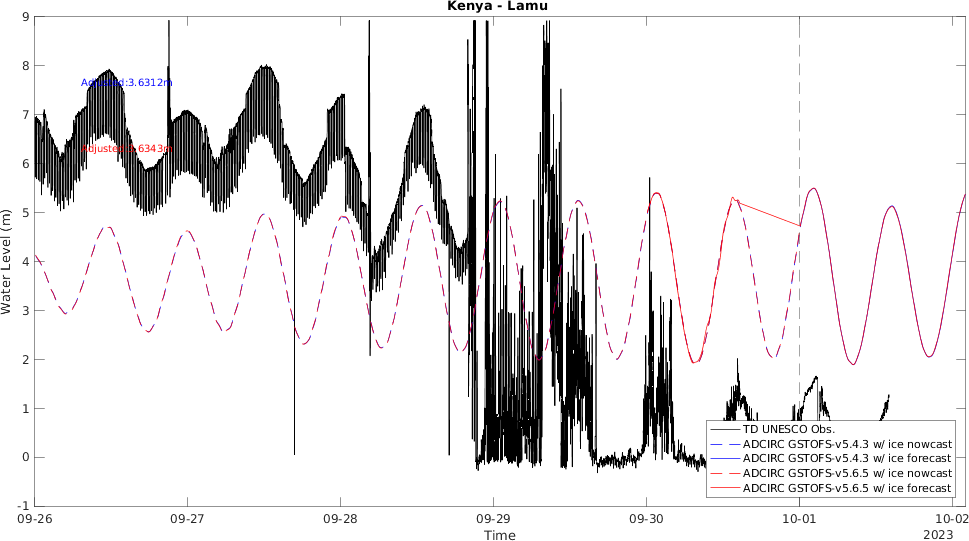 Kenya - Lamu
Water Level (m)
9
8
7
6
5
4
3
2
1
0
-1
Adjusted:3.6312m
TD UNESCO Obs.
ADCIRC GSTOFS-v5.4.3 w/ ice nowcast
ADCIRC GSTOFS-v5.4.3 w/ ice forecast
ADCIRC GSTOFS-v5.6.5 w/ ice nowcast
ADCIRC GSTOFS-v5.6.5 w/ ice forecast
09-26
09-27
09-28
09-29
09-30
10-01
10-02
Time
2023